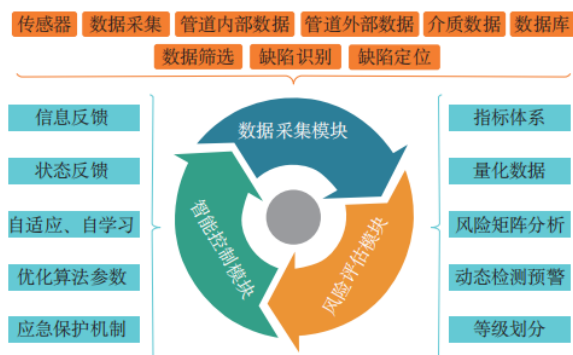 传感器 数据采集 管道内部数据 管道外部数据 介质数据 数据库
数据筛选 缺陷识别 缺陷定位
信息反馈
状态反馈
自适应、自学习
优化算法参数
应急保护机制
数据采集模块
智能控制模块
风险评估模块
指标体系
量化数据
风险矩阵分析
动态检测预警
等级划分